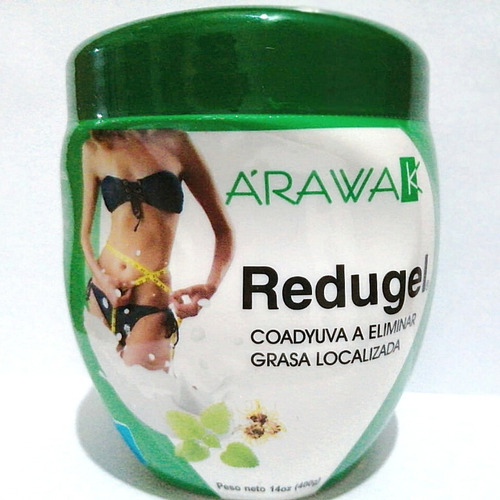 ÁRAWAK
Redugel
COADYUVA A ELIMINAR
GRASA LOCALIZADA
Peso neto 14oz (400g)